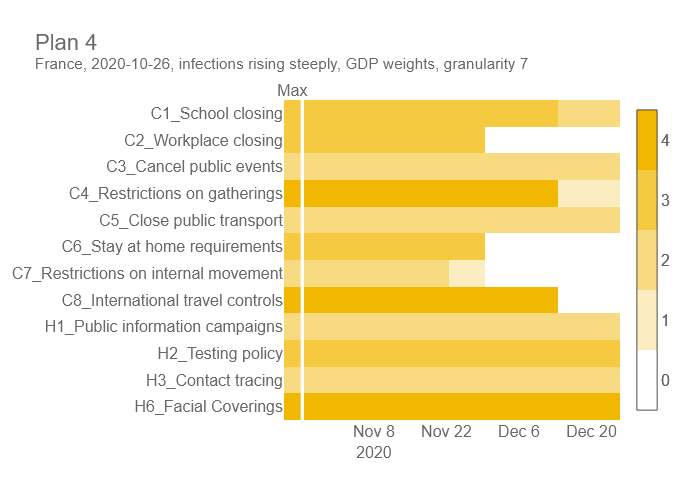 Plan 4
France, 2020-10-26, infections rising steeply, GDP weights, granularity 7
Max
C1_School closing
C2_Workplace closing
C3_Cancel public events
C4_Restrictions on gatherings
C5_Close public transport
C6_Stay at home requirements
C7_Restrictions on internal movement
C8_International travel controls
H1_Public information campaigns
H2_Testing policy
H3_Contact tracing
H6_Facial Coverings
4
3
2
1
0
Nov 8 Nov 22 Dec 6 Dec 20
2020